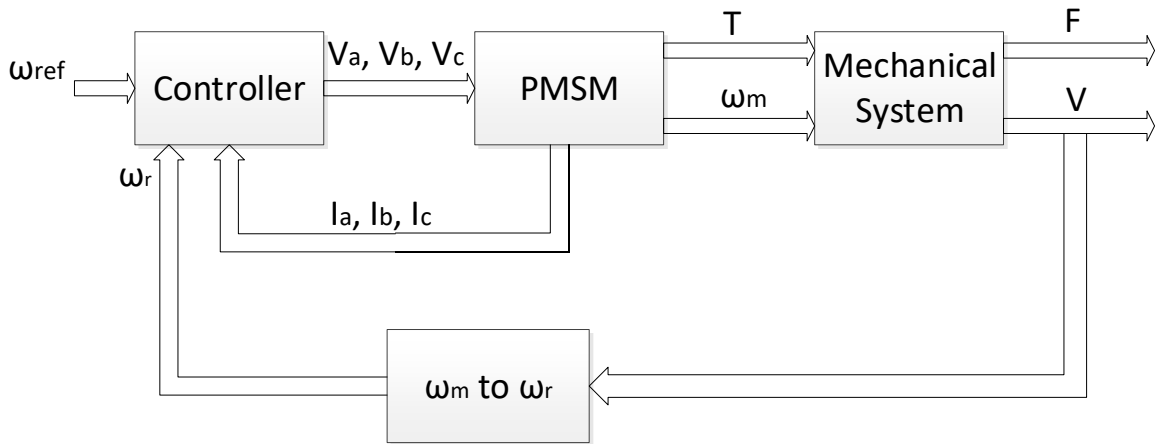 T
F
Va, Vb, Vc
ωref
Controller
PMSM
Mechanical
System
ωm
V
ωr
Ia, Ib, Ic
ωm to ωr